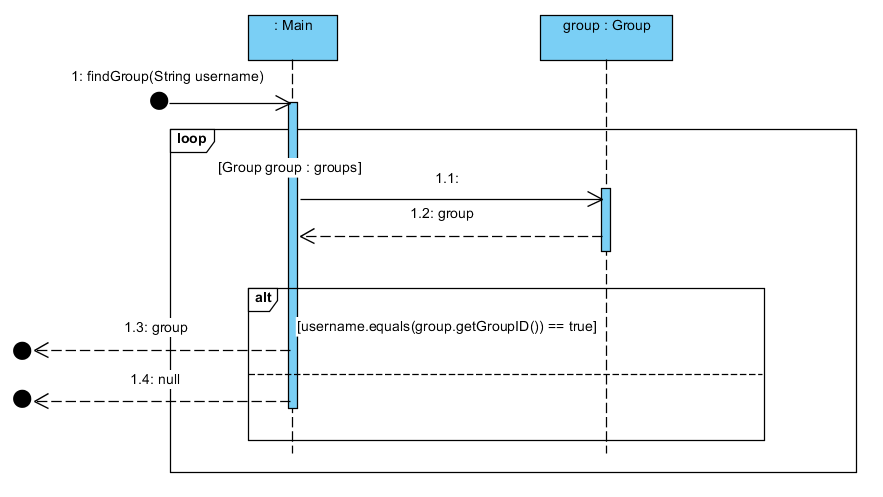 : Main
group : Group
1: findGroup(String username)
loop
[Group group : groups]
1.1:
1.2: group
alt
[username.equals(group.getGroupID()) == true]
1.3: group
1.4: null